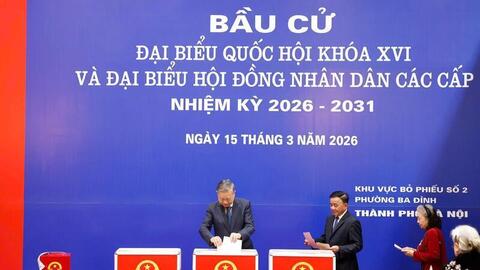 BẦU CỬ
ĐẠI BIỂU QUỐC HỘI KHÓA XVI
VÀ ĐẠI BIỂU HỘI ĐỒNG NHÂN DÂN CÁC CẤP
NHIỆM KỲ 2026 - 2031
NGÀY 15 THÁNG 3 NĂM 2026
KHU VỰC BỎ PHIẾU SỐ 2
PHƯỜNG BA ĐÌNH
THÀNH PHỐ HÀ NỘI